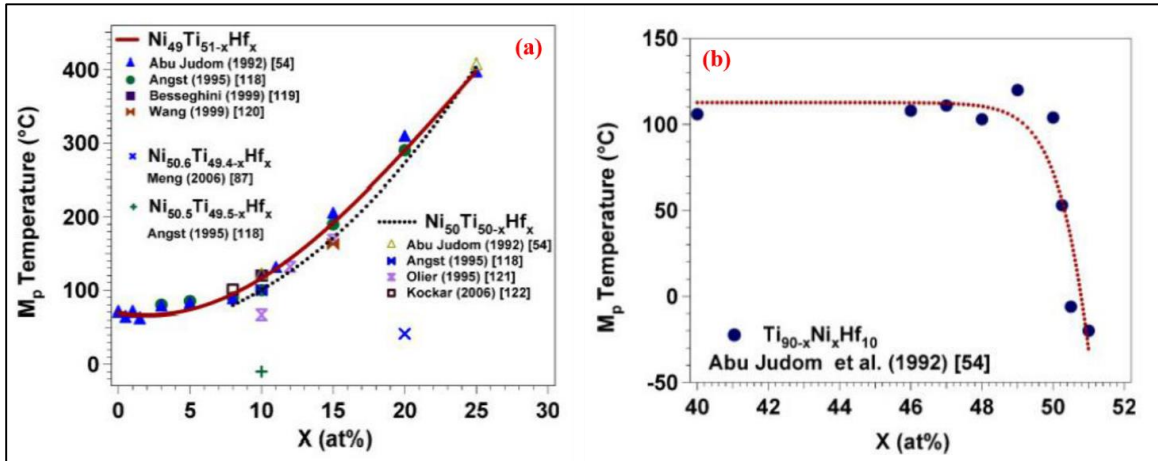 (a)
Ni49Ti51-xHfx
Abu Judom (1992) [54]
Angst (1995) [118]
Besseghini (1999) [119]
Wang (1999) [120]
Ni50.6Ti49.4-xHfx
Meng (2006) [87]
Ni50.5Ti49.5-xHfx
Angst (1995) [118]
Ni50Ti50-xHfx
Abu Judom (1992) [54]
Angst (1995) [118]
Olier (1995) [121]
Kockar (2006) [122]
Mp Temperature (°C)
400
300
200
100
0
0 5 10 15 20 25 30
X (at%)
(b)
Mp Temperature (°C)
150
100
50
0
-50
Ti90-xNixHf10
Abu Judom et al. (1992) [54]
40 42 44 46 48 50 52
X (at%)